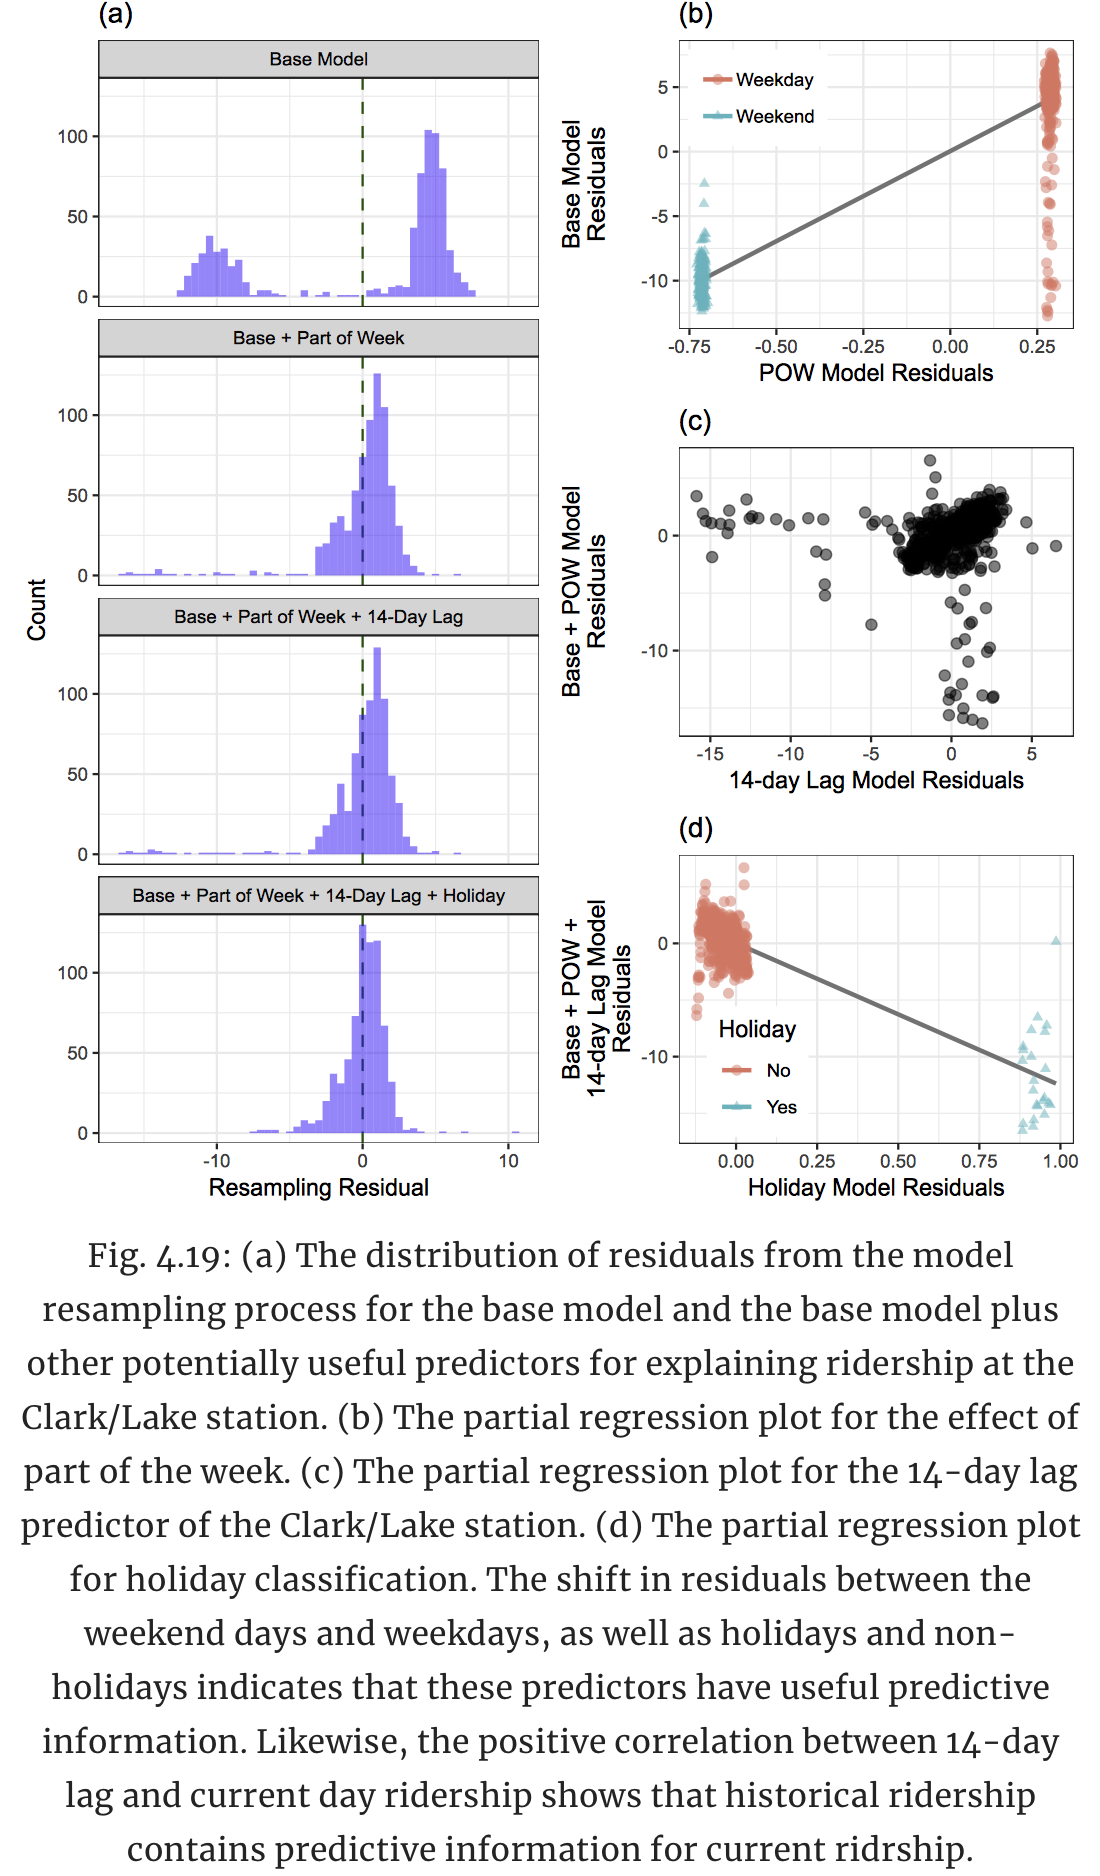 (a)
Base Model
100
50
0
Base + Part of Week
100
50
0
Base + Part of Week + 14-Day Lag
100
50
0
Base + Part of Week + 14-Day Lag + Holiday
100
50
0
-10 0 10
Resampling Residual
Count
(b)
Weekday
Weekend
5
0
-5
-10
-0.75 -0.50 -0.25 0.00 0.25
POW Model Residuals
Base Model
Residuals
(c)
0
-10
-15 -10 -5 0 5
14-day Lag Model Residuals
Base + POW Model
Residuals
(d)
0
-10
Holiday
No
Yes
0.00 0.25 0.50 0.75 1.00
Holiday Model Residuals
Base + POW +
14-day Lag Model
Residuals
Fig. 4.19: (a) The distribution of residuals from the model
resampling process for the base model and the base model plus
other potentially useful predictors for explaining ridership at the
Clark/Lake station. (b) The partial regression plot for the effect of
part of the week. (c) The partial regression plot for the 14-day lag
predictor of the Clark/Lake station. (d) The partial regression plot
for holiday classification. The shift in residuals between the
weekend days and weekdays, as well as holidays and non-
holidays indicates that these predictors have useful predictive
information. Likewise, the positive correlation between 14-day
lag and current day ridership shows that historical ridership
contains predictive information for current ridrship.